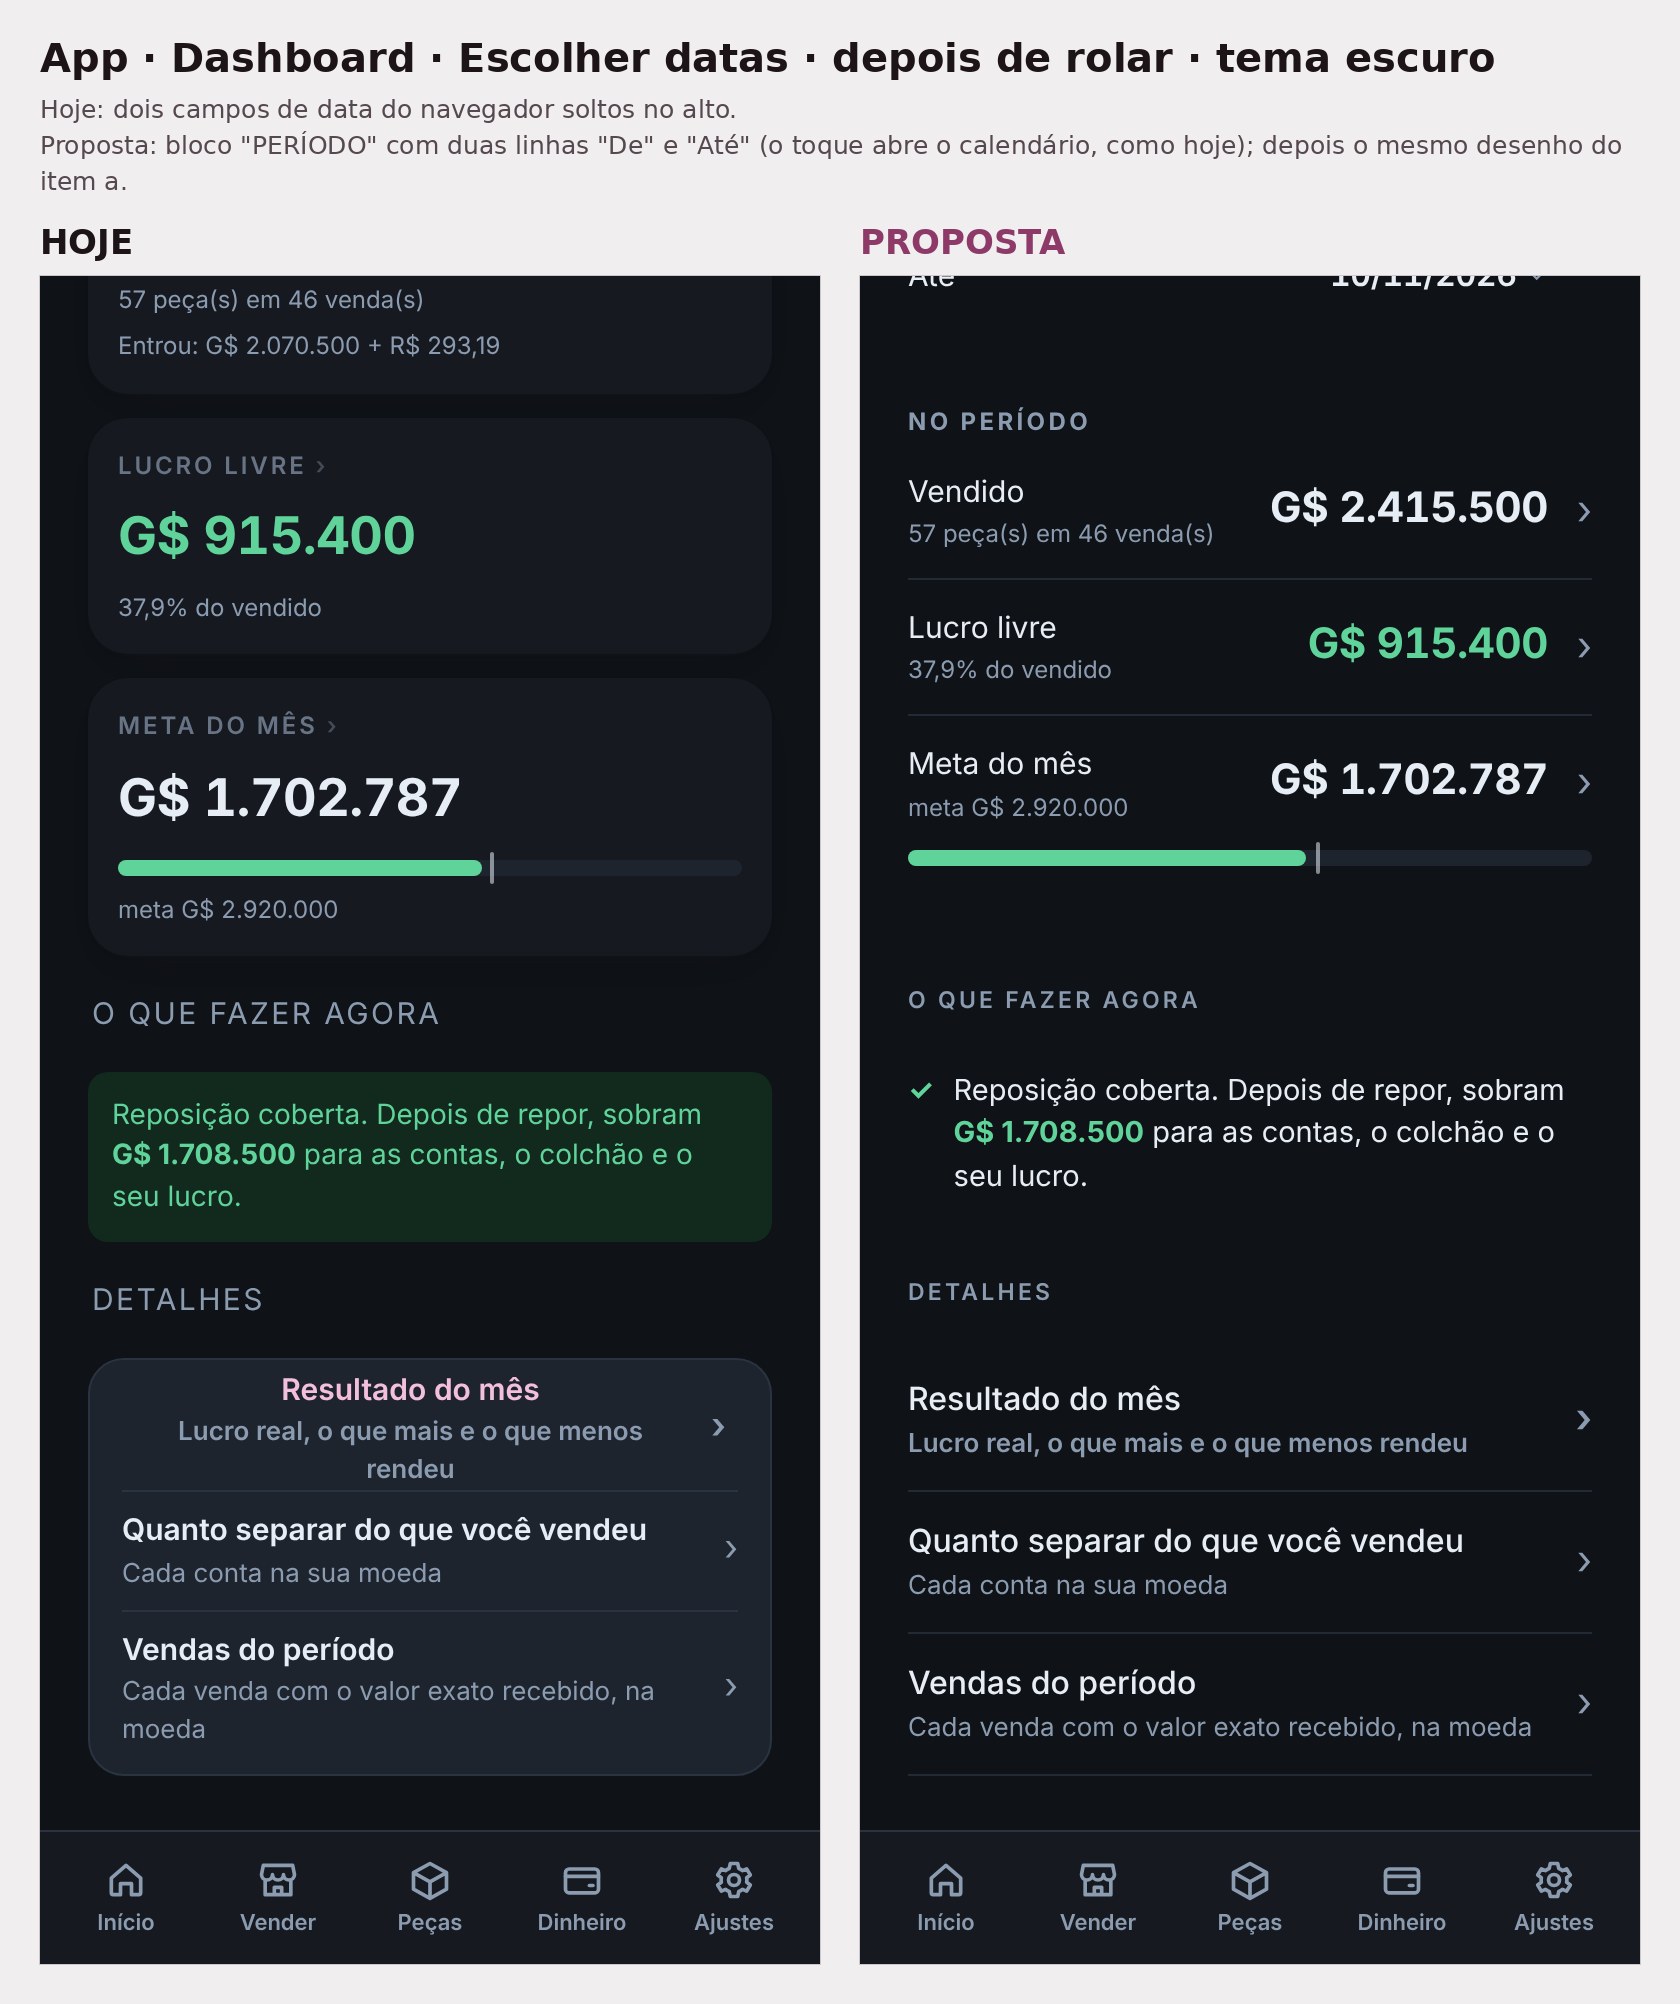 App · Dashboard · Escolher datas · depois de rolar · tema escuro
Hoje: dois campos de data do navegador soltos no alto.
Proposta: bloco "PERÍODO" com duas linhas "De" e "Até" (o toque abre o calendário, como hoje); depois o mesmo desenho do
item a.
HOJE
57 peça(s) em 46 venda(s)
Entrou: G$ 2.070.500 + R$ 293,19
LUCRO LIVRE ›
G$ 915.400
37,9% do vendido
META DO MÊS ›
G$ 1.702.787
meta G$ 2.920.000
O QUE FAZER AGORA
Reposição coberta. Depois de repor, sobram
G$ 1.708.500 para as contas, o colchão e o
seu lucro.
DETALHES
Resultado do mês
Lucro real, o que mais e o que menos
rendeu
›
Quanto separar do que você vendeu
Cada conta na sua moeda
›
Vendas do período
Cada venda com o valor exato recebido, na
moeda
›
Início Vender Peças Dinheiro Ajustes
PROPOSTA
Até 10/11/2026
NO PERÍODO
Vendido G$ 2.415.500 ›
57 peça(s) em 46 venda(s)
Lucro livre G$ 915.400 ›
37,9% do vendido
Meta do mês G$ 1.702.787 ›
meta G$ 2.920.000
O QUE FAZER AGORA
✓ Reposição coberta. Depois de repor, sobram
G$ 1.708.500 para as contas, o colchão e o
seu lucro.
DETALHES
Resultado do mês
Lucro real, o que mais e o que menos rendeu
›
Quanto separar do que você vendeu
Cada conta na sua moeda
›
Vendas do período
Cada venda com o valor exato recebido, na moeda
›
Início Vender Peças Dinheiro Ajustes